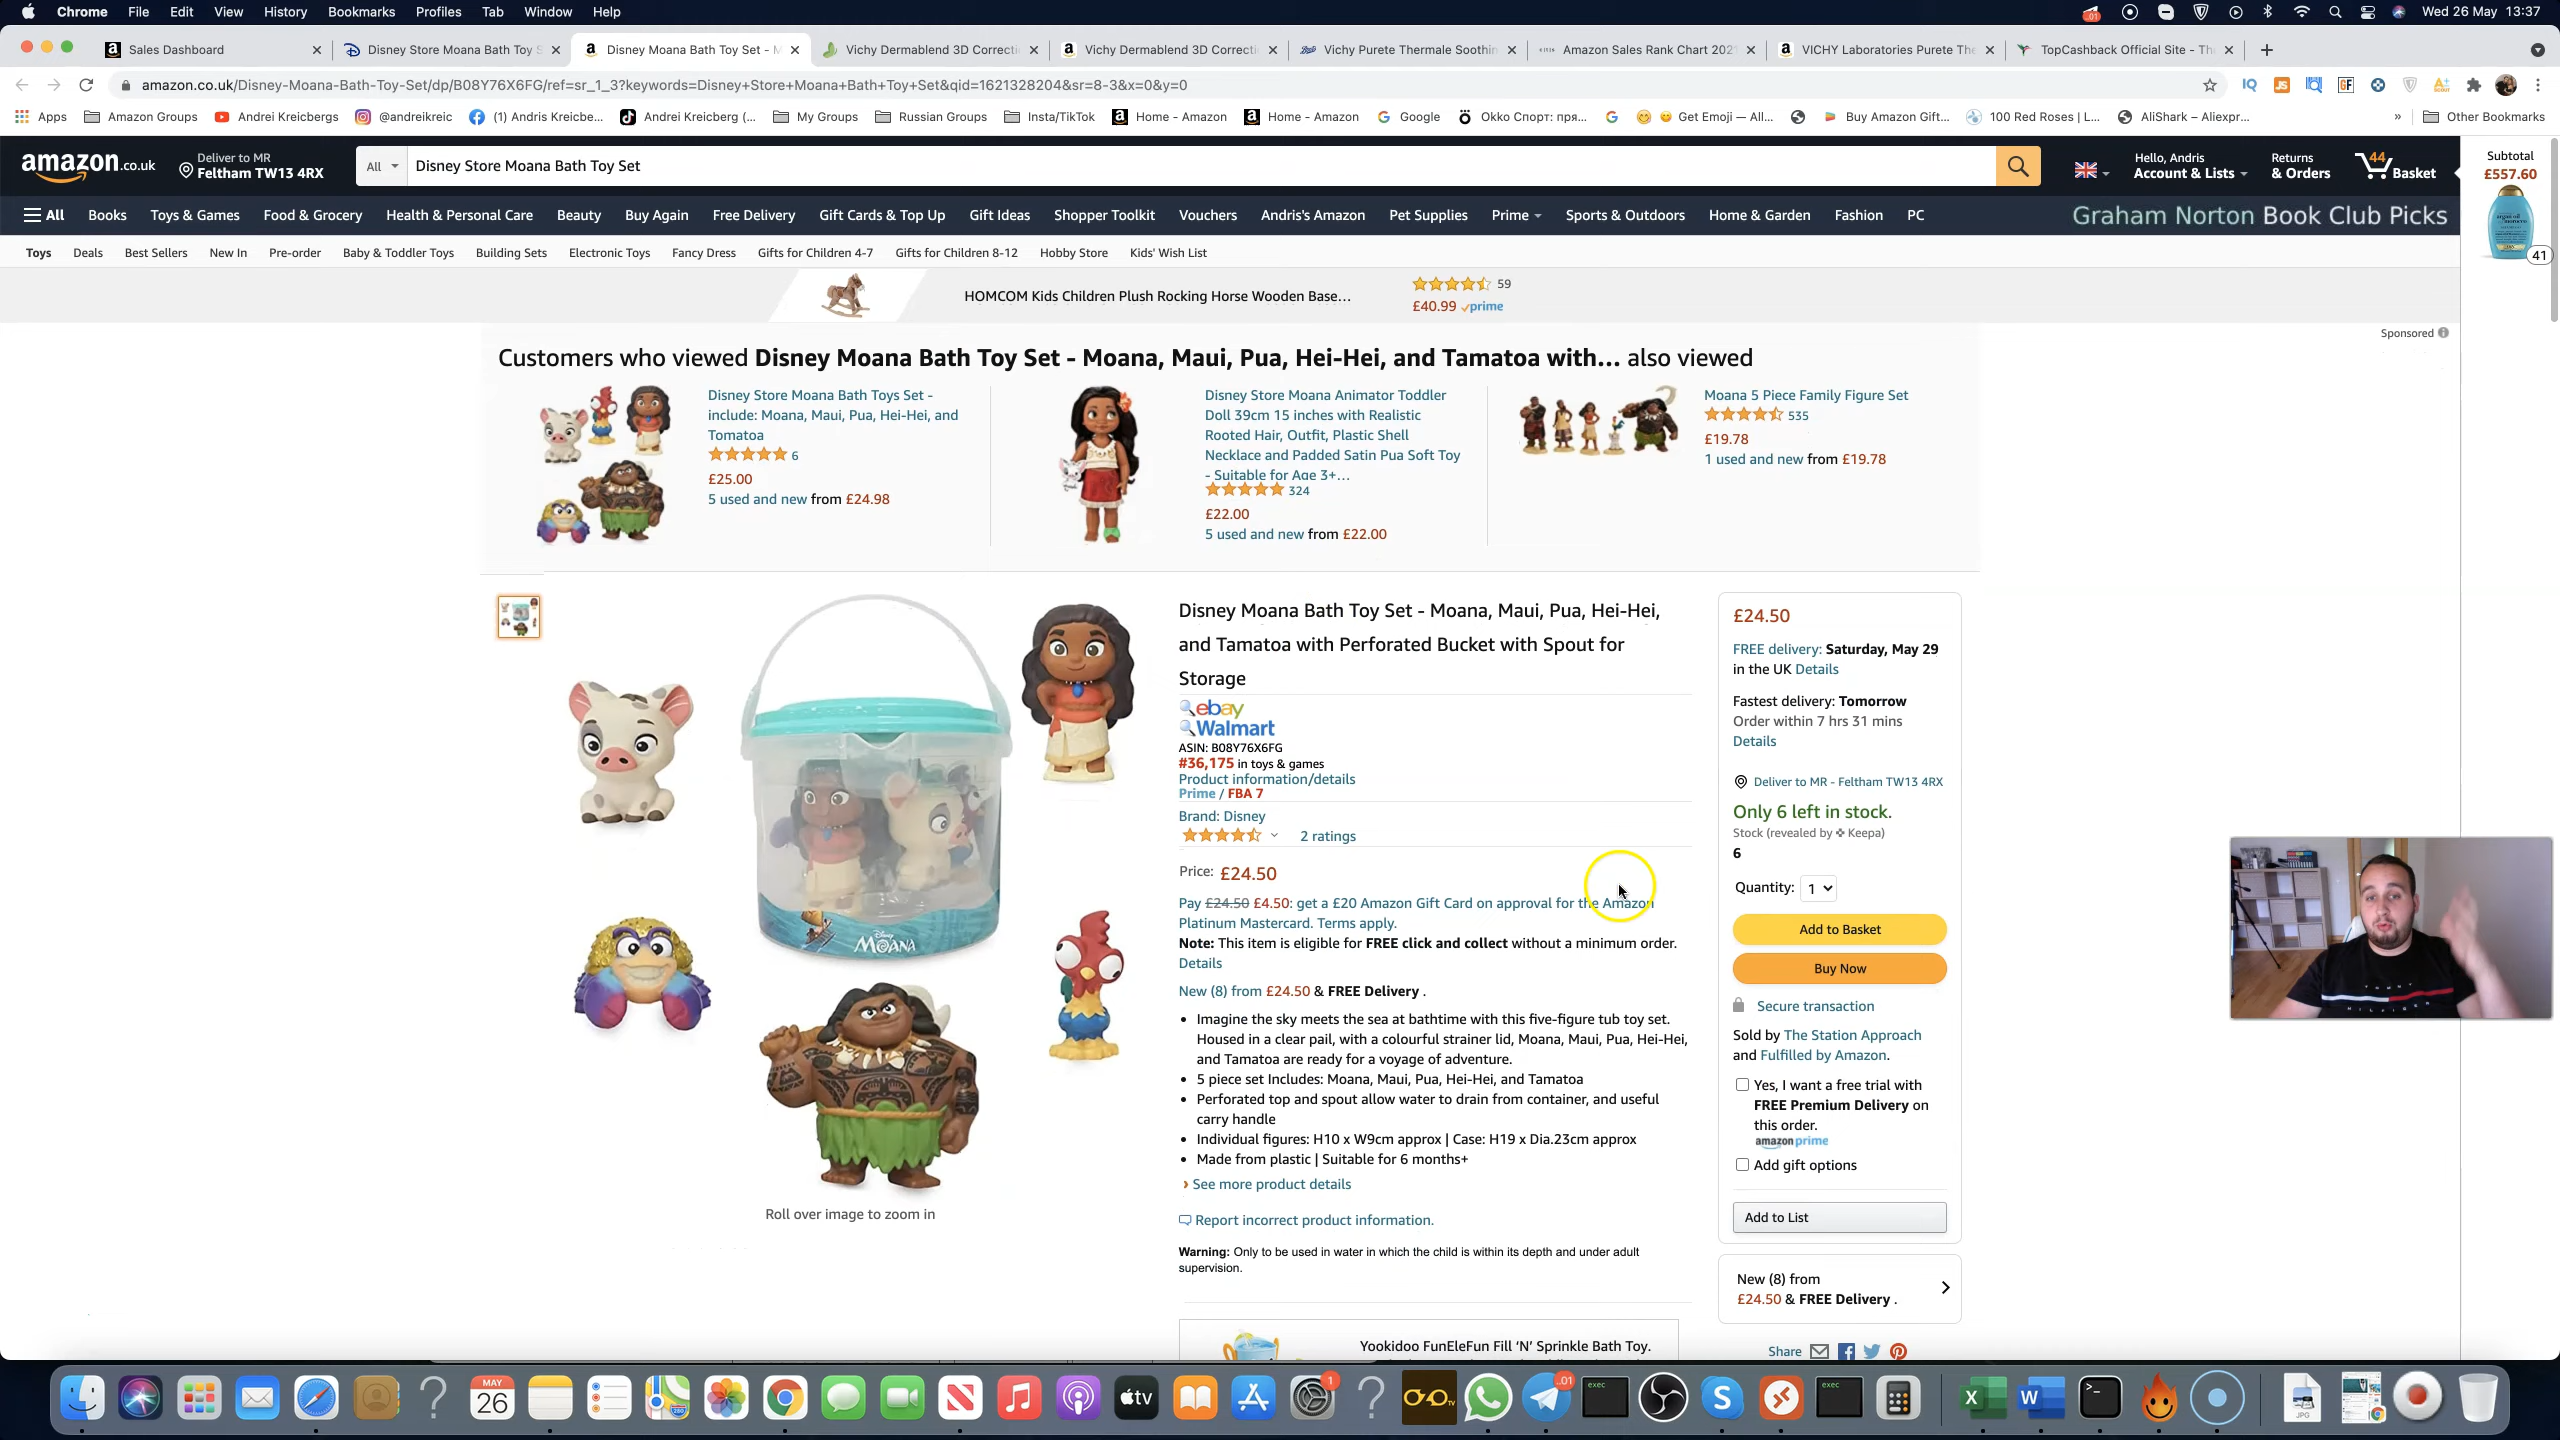 Chrome File Edit View History Bookmarks Profiles Tab Window Help Wed 26 May 13:37
Sales Dashboard Disney Store Moana Bath Toy S Disney Moana Bath Toy Set - M Vichy Dermablend 3D Correcti Vichy Dermablend 3D Correcti Vichy Purete Thermale Soothin Amazon Sales Rank Chart 202 VICHY Laboratories Purete The TopCashback Official Site - Th
amazon.co.uk/Disney-Moana-Bath-Toy-Set/dp/B08Y76X6FG/ref=sr_1_3?keywords=Disney+Store+Moana+Bath+Toy+Set&qid=1621328204&sr=8-3&x=0&y=0
Apps Amazon Groups Andrei Kreicbergs @andreikreic (1) Andris Kreicbe... Andrei Kreicberg (... My Groups Russian Groups Insta/TikTok Home - Amazon Home - Amazon Google Okko Спорт: пря... Get Emoji — All... Buy Amazon Gift... 100 Red Roses | L... AliShark – Aliexpr... » Other Bookmarks
amazon.co.uk
Deliver to MR
Feltham TW13 4RX
All Disney Store Moana Bath Toy Set
Hello, Andris
Account & Lists
Returns
& Orders
44
Basket
Subtotal
£557.60
41
All Books Toys & Games Food & Grocery Health & Personal Care Beauty Buy Again Free Delivery Gift Cards & Top Up Gift Ideas Shopper Toolkit Vouchers Andris's Amazon Pet Supplies Prime Sports & Outdoors Home & Garden Fashion PC Graham Norton Book Club Picks
Toys Deals Best Sellers New In Pre-order Baby & Toddler Toys Building Sets Electronic Toys Fancy Dress Gifts for Children 4-7 Gifts for Children 8-12 Hobby Store Kids' Wish List
HOMCOM Kids Children Plush Rocking Horse Wooden Base...
59
£40.99 prime
Sponsored
Customers who viewed Disney Moana Bath Toy Set - Moana, Maui, Pua, Hei-Hei, and Tamatoa with... also viewed
Disney Store Moana Bath Toys Set -
include: Moana, Maui, Pua, Hei-Hei, and
Tomatoa
6
£25.00
5 used and new from £24.98
Disney Store Moana Animator Toddler
Doll 39cm 15 inches with Realistic
Rooted Hair, Outfit, Plastic Shell
Necklace and Padded Satin Pua Soft Toy
- Suitable for Age 3+...
324
£22.00
5 used and new from £22.00
Moana 5 Piece Family Figure Set
535
£19.78
1 used and new from £19.78
Disney
MOANA
Roll over image to zoom in
Disney Moana Bath Toy Set - Moana, Maui, Pua, Hei-Hei,
and Tamatoa with Perforated Bucket with Spout for
Storage
ebay
Walmart
ASIN: B08Y76X6FG
#36,175 in toys & games
Product information/details
Prime / FBA 7
Brand: Disney
2 ratings
Price: £24.50
Pay £24.50 £4.50: get a £20 Amazon Gift Card on approval for the Amazon
Platinum Mastercard. Terms apply.
Note: This item is eligible for FREE click and collect without a minimum order.
Details
New (8) from £24.50 & FREE Delivery .
• Imagine the sky meets the sea at bathtime with this five-figure tub toy set.
Housed in a clear pail, with a colourful strainer lid, Moana, Maui, Pua, Hei-Hei,
and Tamatoa are ready for a voyage of adventure.
• 5 piece set Includes: Moana, Maui, Pua, Hei-Hei, and Tamatoa
• Perforated top and spout allow water to drain from container, and useful
carry handle
• Individual figures: H10 x W9cm approx | Case: H19 x Dia.23cm approx
• Made from plastic | Suitable for 6 months+
› See more product details
Report incorrect product information.
Warning: Only to be used in water in which the child is within its depth and under adult
supervision.
Yookidoo FunEleFun Fill 'N' Sprinkle Bath Toy.
£24.50
FREE delivery: Saturday, May 29
in the UK Details
Fastest delivery: Tomorrow
Order within 7 hrs 31 mins
Details
Deliver to MR - Feltham TW13 4RX
Only 6 left in stock.
Stock (revealed by Keepa)
6
Quantity: 1
Add to Basket
Buy Now
Secure transaction
Sold by The Station Approach
and Fulfilled by Amazon.
Yes, I want a free trial with
FREE Premium Delivery on
this order.
amazon prime
Add gift options
Add to List
New (8) from
£24.50 & FREE Delivery .
Share
MAY
26
tv
exec
exec
JPG